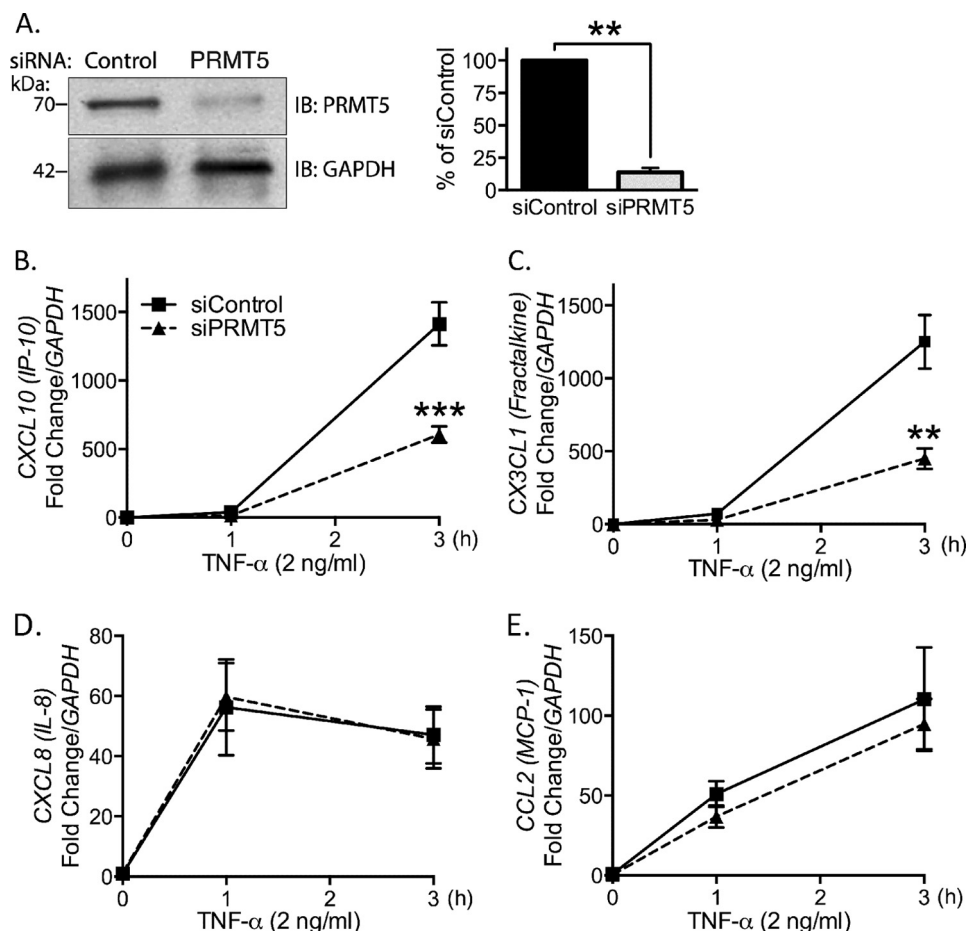 A.
siRNA: Control PRMT5
kDa:
70 IB: PRMT5
42 IB: GAPDH
**
% of siControl
100
75
50
25
0
siControl siPRMT5
B.
CXCL10 (IP-10)
Fold Change/GAPDH
1500
1000
500
0
siControl
siPRMT5
***
0 1 2 3 (h)
TNF-α (2 ng/ml)
C.
CX3CL1 (Fractalkine)
Fold Change/GAPDH
1500
1000
500
0
**
0 1 2 3 (h)
TNF-α (2 ng/ml)
D.
CXCL8 (IL-8)
Fold Change/GAPDH
80
60
40
20
0
0 1 2 3 (h)
TNF-α (2 ng/ml)
E.
CCL2 (MCP-1)
Fold Change/GAPDH
150
100
50
0
0 1 2 3 (h)
TNF-α (2 ng/ml)